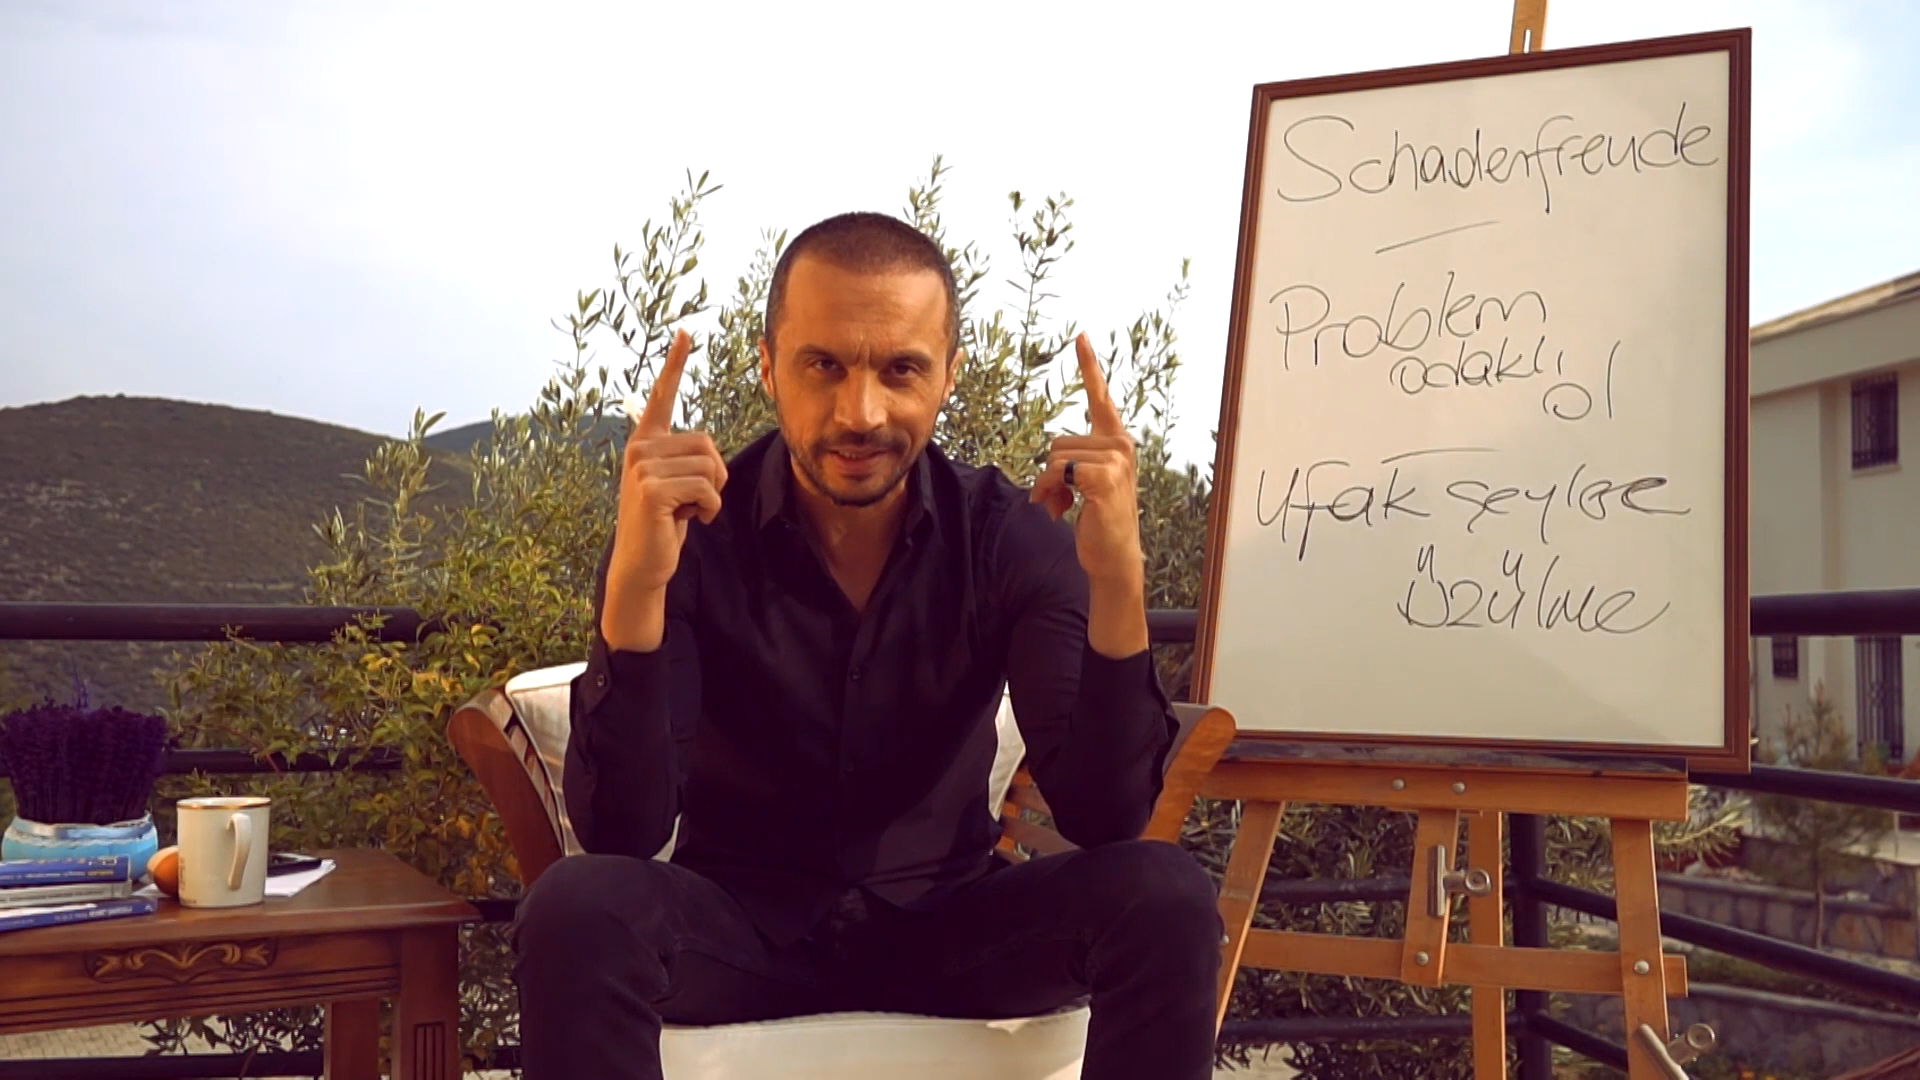 Schadenfreude
Problem
odaklı
ol
Ufak şeylere
üzülme